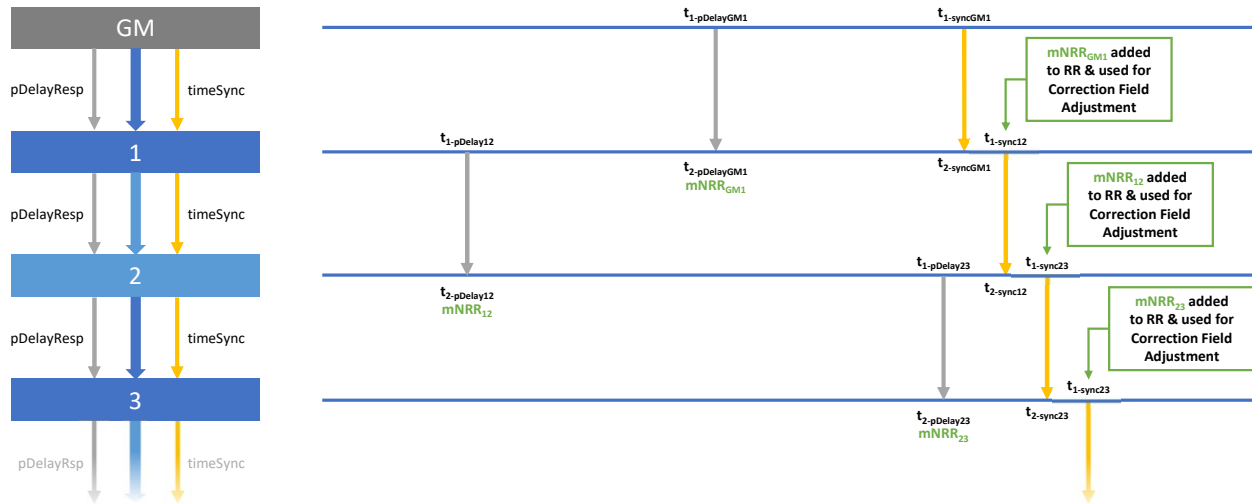 GM
pDelayResp
timeSync
1
pDelayResp
timeSync
2
pDelayResp
timeSync
3
pDelayRsp
timeSync
t1-pDelayGM1
t1-syncGM1
mNRRGM1 added
to RR & used for
Correction Field
Adjustment
t1-pDelay12
t1-sync12
t2-pDelayGM1
mNRRGM1
t2-syncGM1
mNRR12 added
to RR & used for
Correction Field
Adjustment
t1-pDelay23
t1-sync23
t2-pDelay12
mNRR12
t2-sync12
mNRR23 added
to RR & used for
Correction Field
Adjustment
t1-sync23
t2-pDelay23
mNRR23
t2-sync23